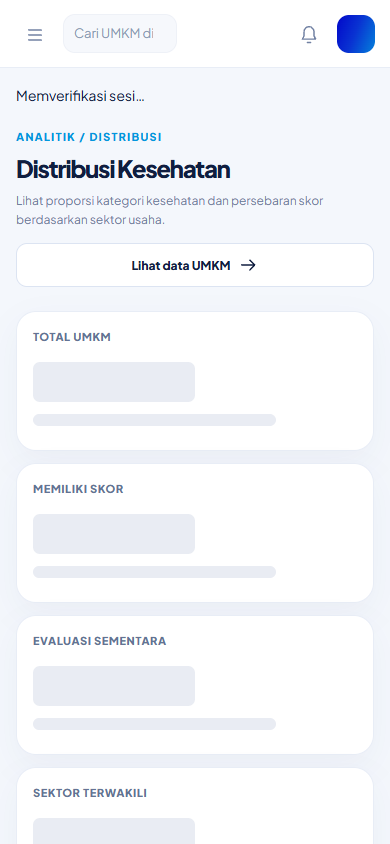 Cari UMKM di
Memverifikasi sesi...
ANALITIK / DISTRIBUSI
Distribusi Kesehatan
Lihat proporsi kategori kesehatan dan persebaran skor
berdasarkan sektor usaha.
Lihat data UMKM
TOTAL UMKM
MEMILIKI SKOR
EVALUASI SEMENTARA
SEKTOR TERWAKILI